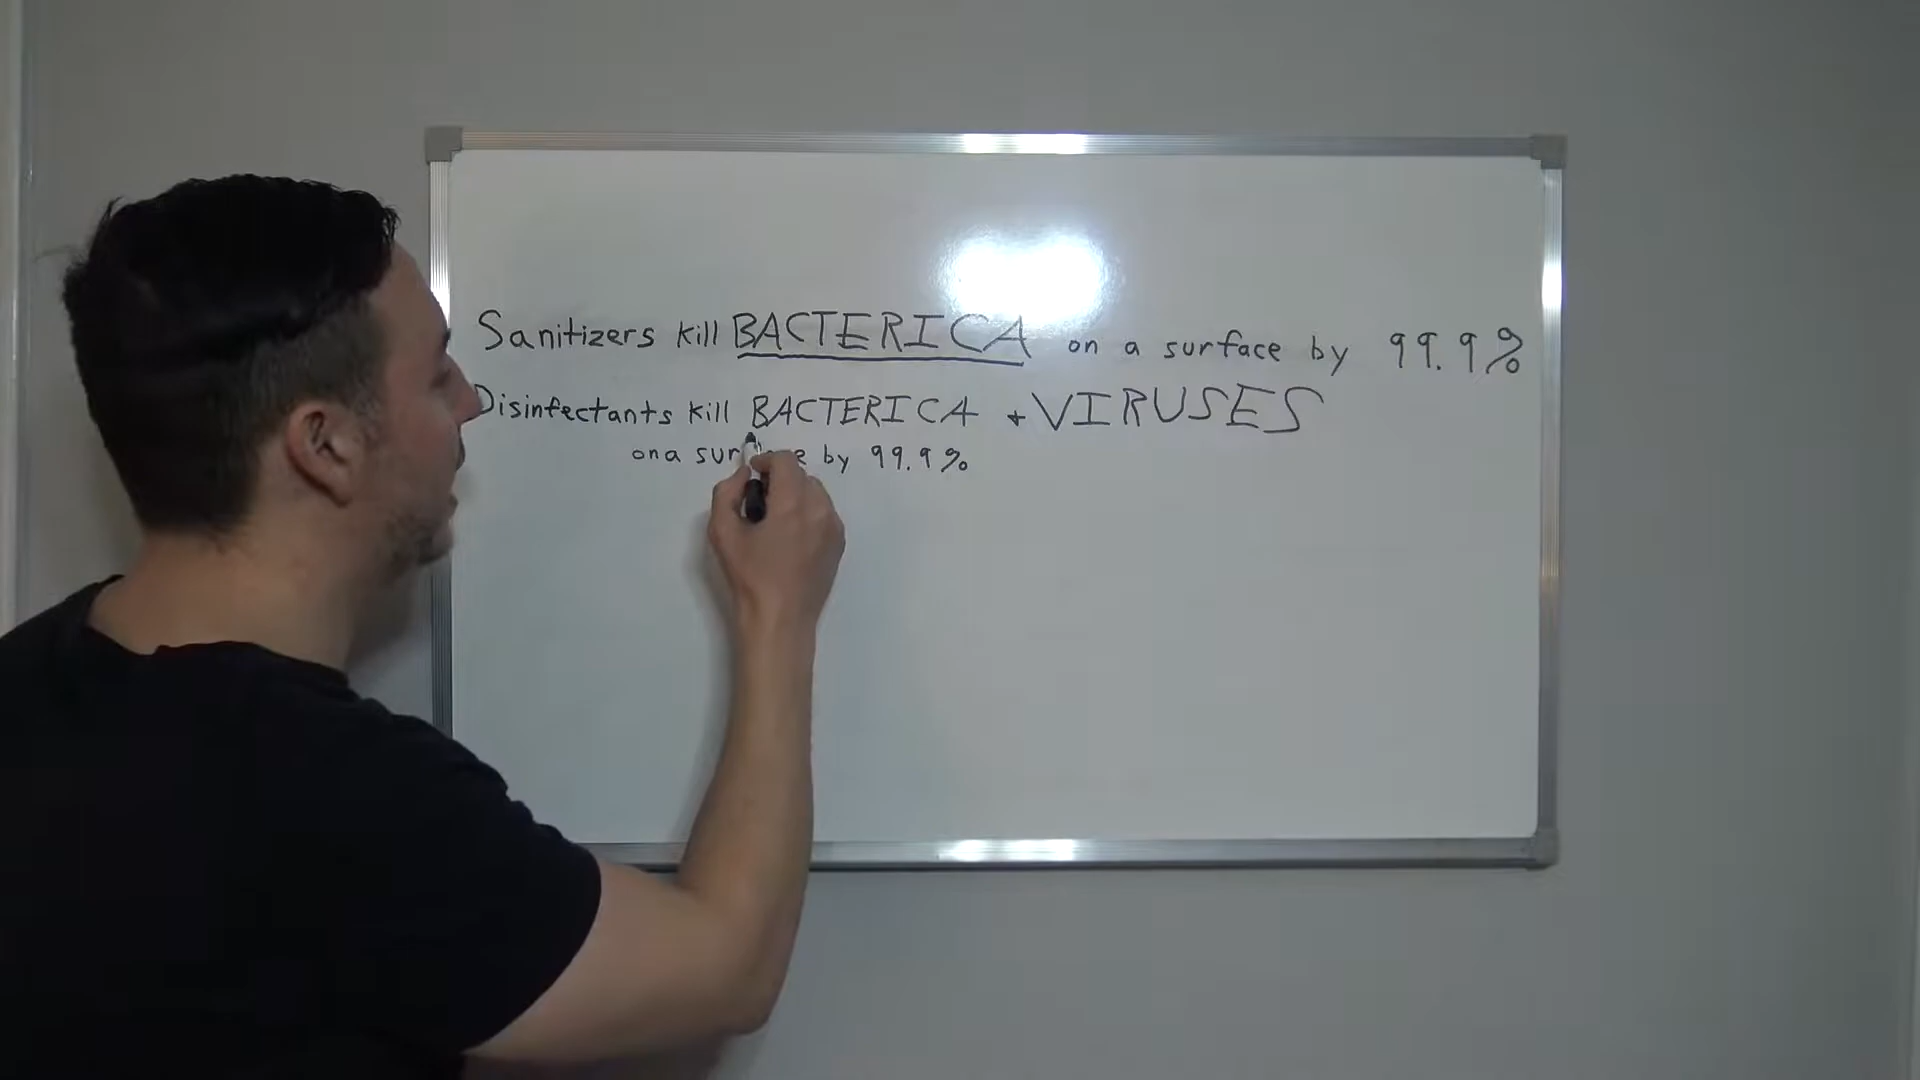 Sanitizers kill BACTERICA on a surface by 99.9%
Disinfectants kill BACTERICA + VIRUSES
on a by 99.9%